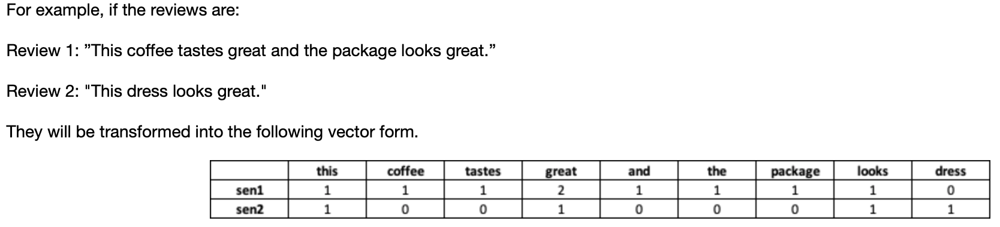 For example, if the reviews are:
Review 1: ”This coffee tastes great and the package looks great.”
Review 2: "This dress looks great."
They will be transformed into the following vector form.
this coffee tastes great and the package looks dress
sen1 1 1 1 2 1 1 1 1 0
sen2 1 0 0 1 0 0 0 1 1